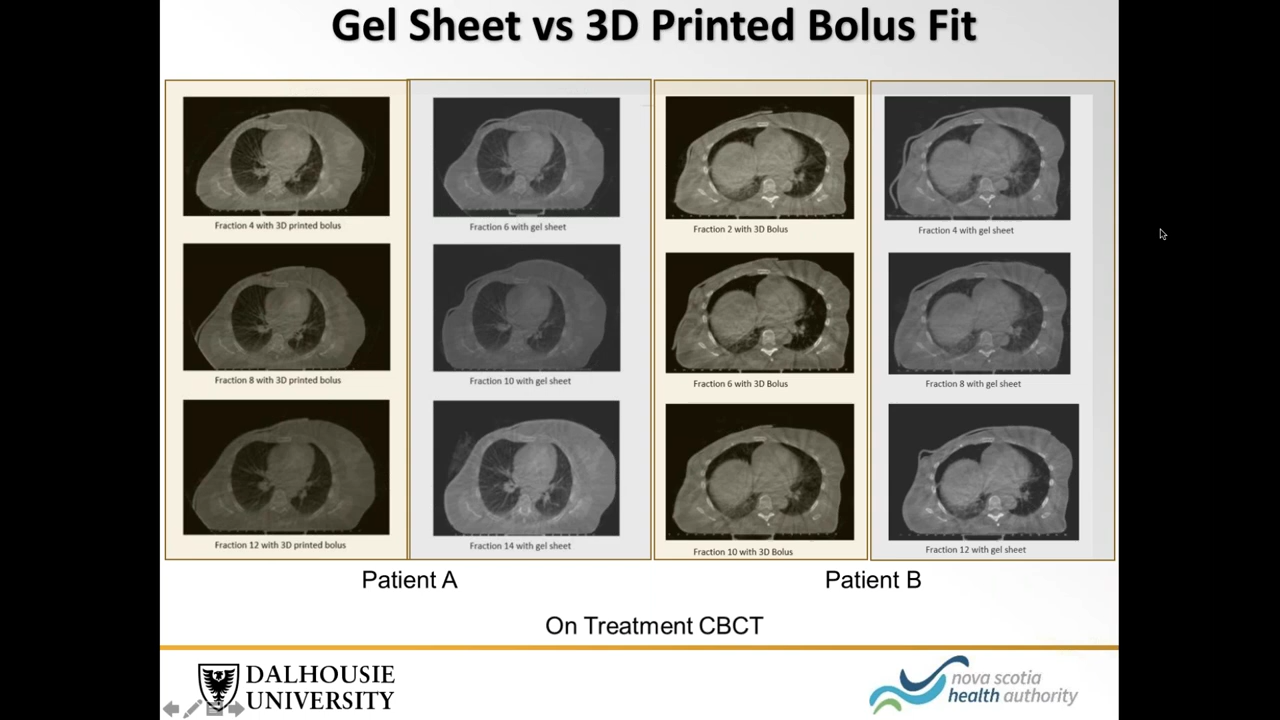 Gel Sheet vs 3D Printed Bolus Fit
Fraction 4 with 3D printed bolus
Fraction 6 with gel sheet
Fraction 2 with 3D Bolus
Fraction 4 with gel sheet
Fraction 8 with 3D printed bolus
Fraction 10 with gel sheet
Fraction 6 with 3D Bolus
Fraction 8 with gel sheet
Fraction 12 with 3D printed bolus
Fraction 14 with gel sheet
Fraction 10 with 3D Bolus
Fraction 12 with gel sheet
Patient A
Patient B
On Treatment CBCT
DALHOUSIE
UNIVERSITY
nova scotia
health authority